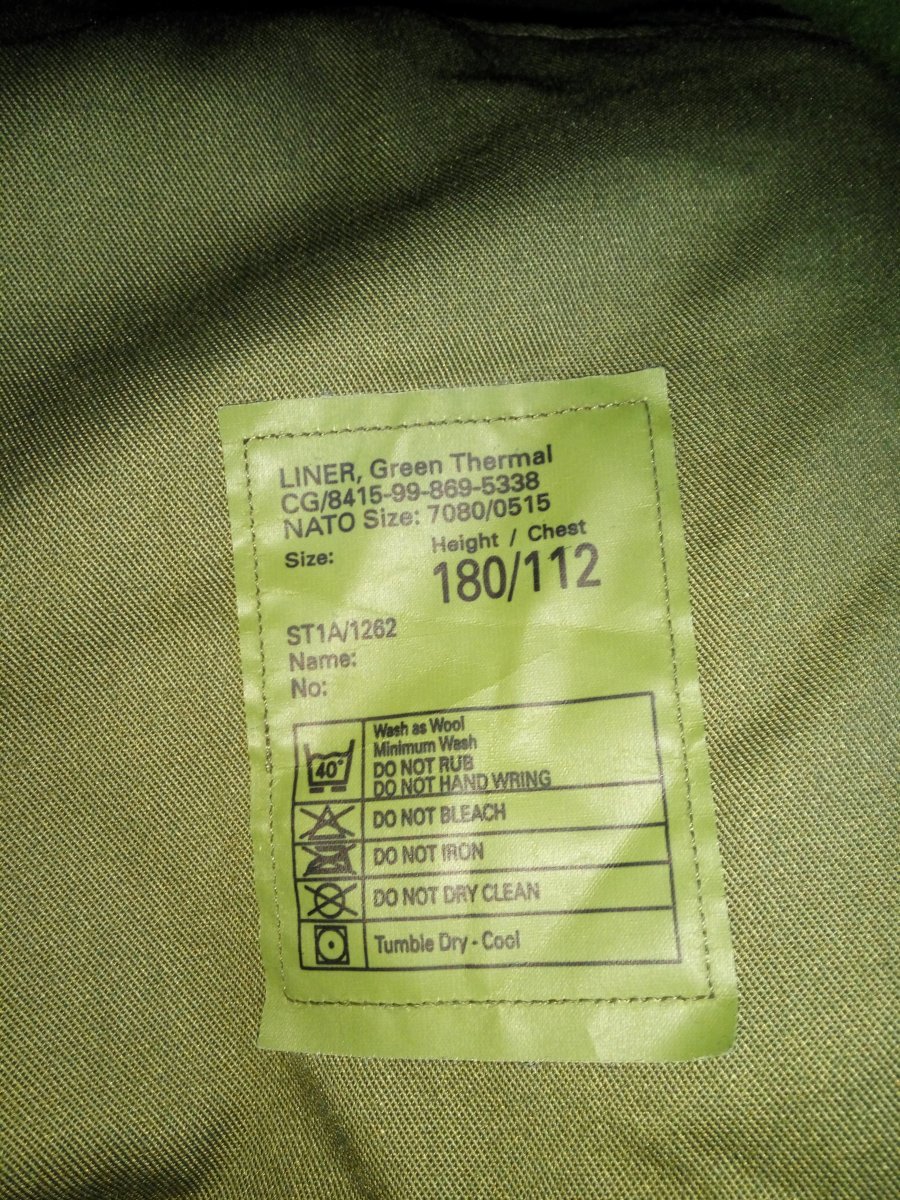 LINER, Green Thermal
CG/8415-99-869-5338
NATO Size: 7080/0515
Height / Chest
Size: 180/112
ST1A/1262
Name:
No:
40°
Wash as Wool
Minimum Wash
DO NOT RUB
DO NOT HAND WRING
DO NOT BLEACH
DO NOT IRON
DO NOT DRY CLEAN
Tumble Dry - Cool